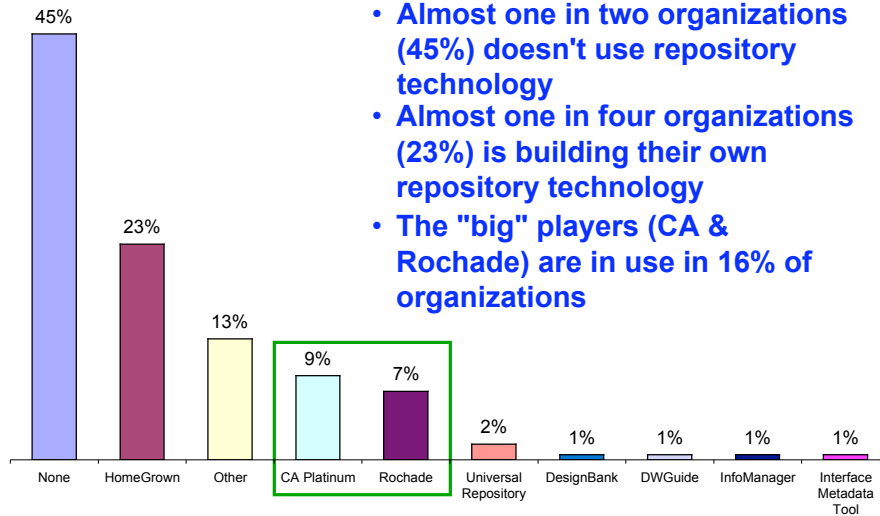 45%
• Almost one in two organizations
(45%) doesn't use repository
technology
• Almost one in four organizations
(23%) is building their own
repository technology
• The "big" players (CA &
Rochade) are in use in 16% of
organizations
23%
13%
9%
7%
2%
1%
1%
1%
1%
None
HomeGrown
Other
CA Platinum
Rochade
Universal
Repository
DesignBank
DWGuide
InfoManager
Interface
Metadata
Tool